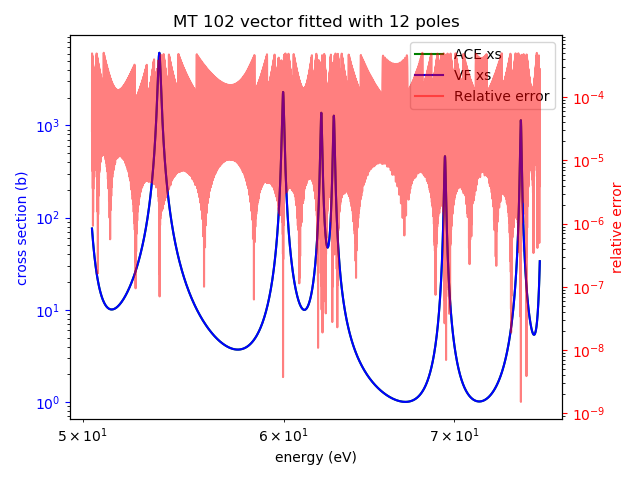 MT 102 vector fitted with 12 poles
ACE xs
VF xs
Relative error
cross section (b)
10³
10²
10¹
10⁰
relative error
10⁻⁴
10⁻⁵
10⁻⁶
10⁻⁷
10⁻⁸
10⁻⁹
5 × 10¹
6 × 10¹
7 × 10¹
energy (eV)